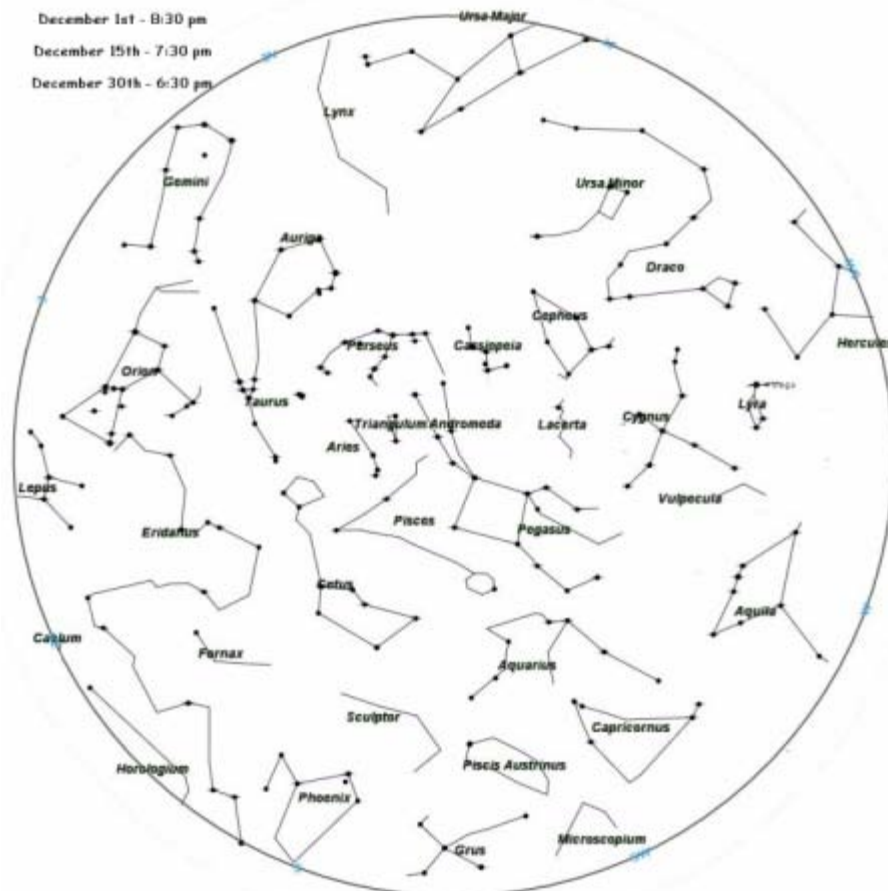 December 1st - 8:30 pm
December 15th - 7:30 pm
December 30th - 6:30 pm
Ursa Major
Lynx
Gemini
Ursa Minor
Auriga
Draco
Cepheus
Perseus
Cassiopeia
Hercules
Orion
Taurus
Triangulum
Andromeda
Lacerta
Cygnus
Lyra
Aries
Lepus
Vulpecula
Pisces
Pegasus
Eridanus
Cetus
Aquila
Caelum
Fornax
Aquarius
Sculptor
Capricornus
Horologium
Piscis Austrinus
Phoenix
Microscopium
Grus